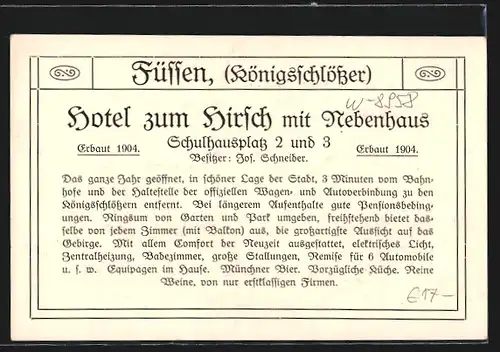 Füssen, (Königsschlößer)
W-8958
Hotel zum Hirsch mit Nebenhaus
Schulhausplatz 2 und 3
Erbaut 1904. Besitzer: Jos. Schneider. Erbaut 1904.
Das ganze Jahr geöffnet, in schöner Lage der Stadt, 3 Minuten vom Bahn-
hofe und der Haltestelle der offiziellen Wagen- und Autoverbindung zu den
Königsschlößern entfernt. Bei längerem Aufenthalte gute Pensionsbeding-
ungen. Ringsum von Garten und Park umgeben, freihstehend bietet das-
selbe von jedem Zimmer (mit Balkon) aus, die großartigste Aussicht auf das
Gebirge. Mit allem Comfort der Neuzeit ausgestattet, elektrisches Licht,
Zentralheizung, Badezimmer, große Stallungen, Remise für 6 Automobile
u. s. w. Equipagen im Hause. Münchner Bier. Vorzügliche Küche. Reine
Weine, von nur erstklassigen Firmen.
€17-